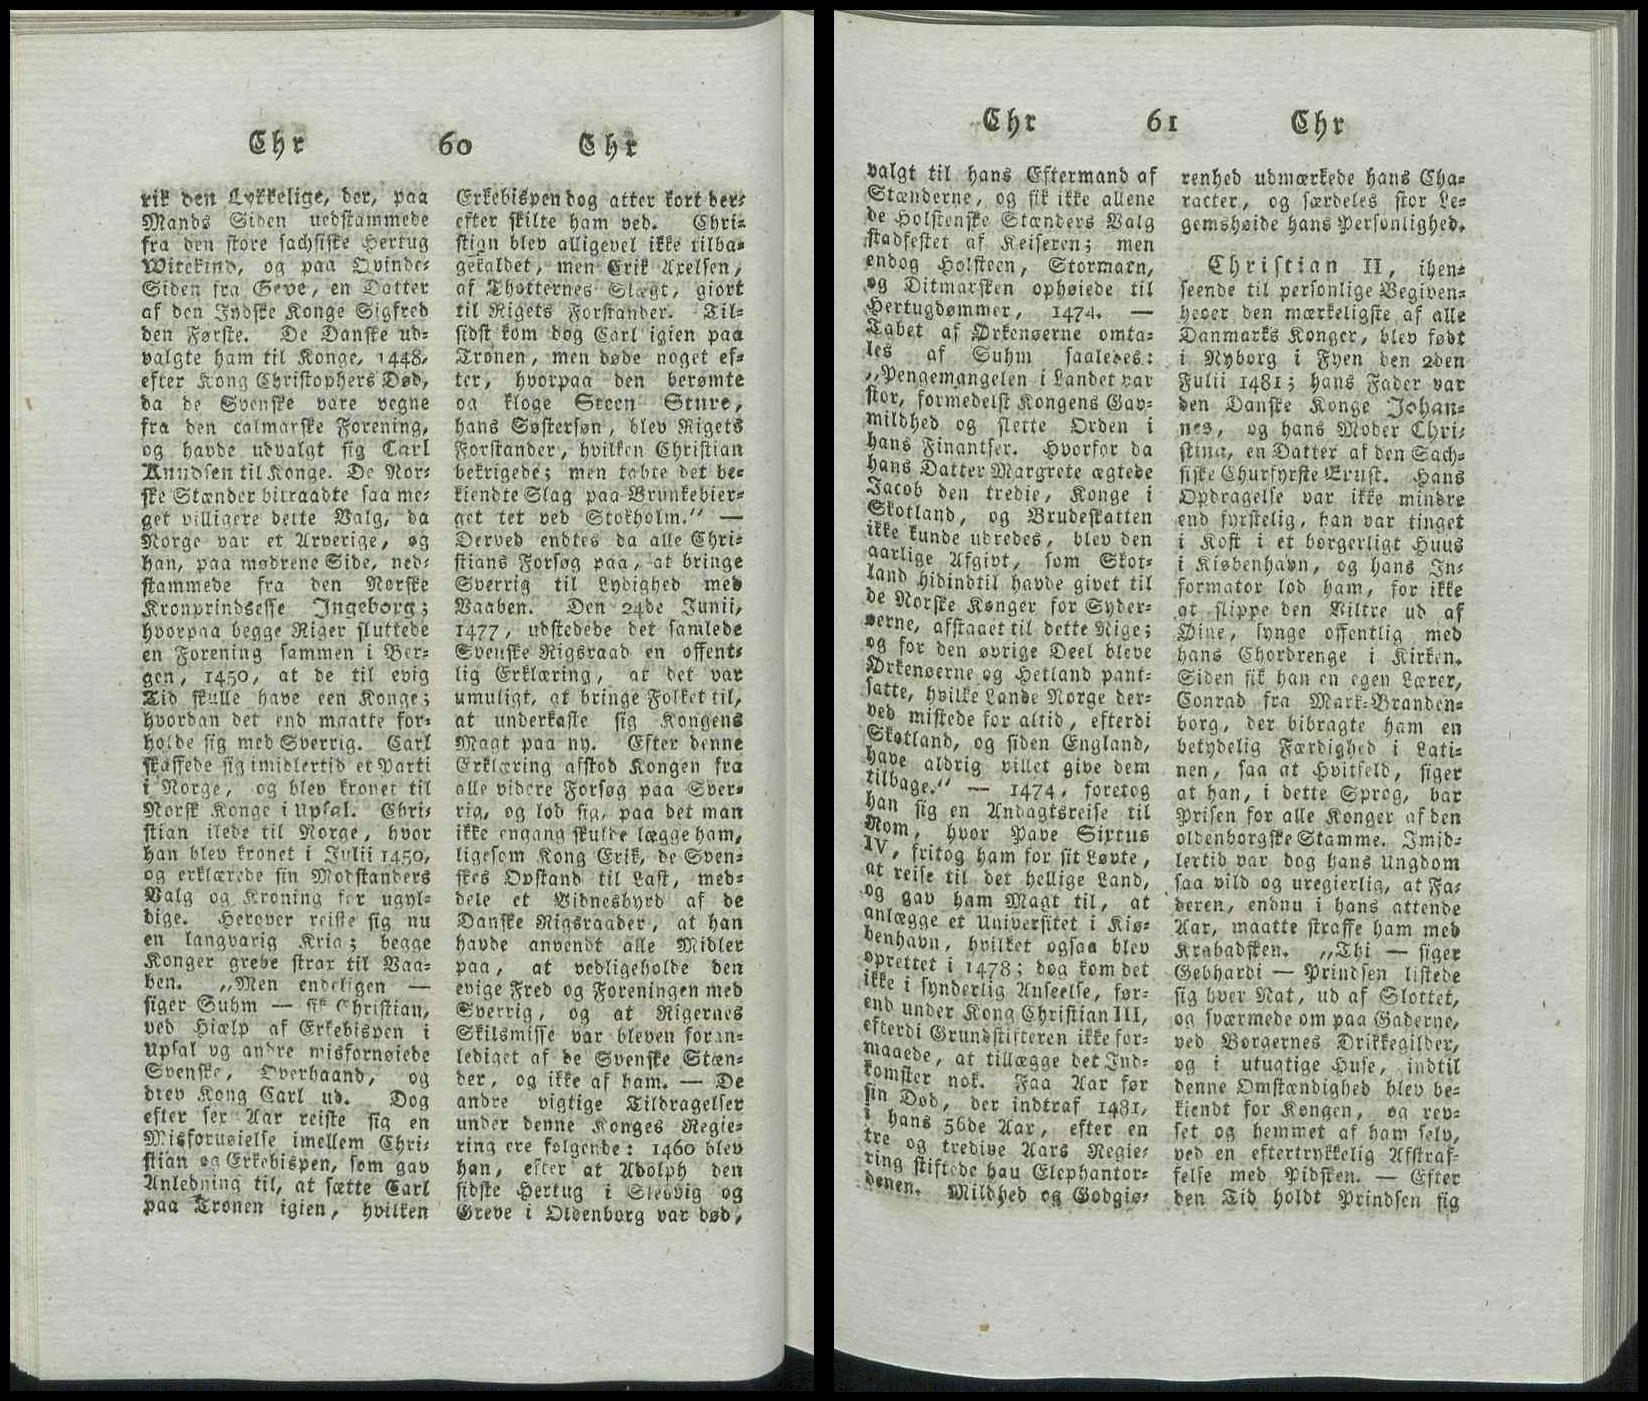 Chr 60 Chr
rik den Lykkelige, der, paa
Mands Siden nedstammede
fra den store sachsiske Hertug
Witekind, og paa Qvinde-
Siden fra Geve, en Datter
af den Jydske Konge Sigfred
den Første. De Danske ud-
valgte ham til Konge, 1448,
efter Kong Christophers Død,
da de Svenske vare vegne
fra den calmarske Forening,
og havde udvalgt sig Carl
Knudsen til Konge. De Nor-
ske Stænder bitraadte saa me-
get villigere dette Valg, da
Norge var et Arverige, og
han, paa mødrene Side, ned-
stammede fra den Norske
Kronprindsesse Ingeborg;
hvorpaa begge Riger sluttede
en Forening sammen i Ber-
gen, 1450, at de til evig
Tid skulle have een Konge;
hvordan det end maatte for-
holde sig med Sverrig. Carl
skaffede sig imidlertid et Parti
i Norge, og blev kronet til
Norsk Konge i Upsal. Chri-
stian ilede til Norge, hvor
han blev kronet i Julii 1450,
og erklærede sin Modstanders
Valg og Kroning for ugyl-
dige. Herover reiste sig nu
en langvarig Krig; begge
Konger grebe strax til Vaa-
ben. „Men endeligen —
siger Suhm — fik Christian,
ved Hiælp af Erkebispen i
Upsal og andre misfornøiede
Svenske, Overhaand, og
drev Kong Carl ud. Dog
efter sex Aar reiste sig en
Misfornøielse imellem Chri-
stian og Erkebispen, som gav
Anledning til, at sætte Carl
paa Tronen igien, hvilken
Erkebispen dog atter kort der-
efter skilte ham ved. Chri-
stian blev alligevel ikke tilba-
gekaldet, men Erik Axelsen,
af Thotternes Slægt, giort
til Rigets Forstander. Til-
sidst kom dog Carl igien paa
Tronen, men døde noget ef-
ter, hvorpaa den berømte
og kloge Steen Sture,
hans Søstersøn, blev Rigets
Forstander, hvilken Christian
bekrigede; men tabte det be-
kiendte Slag paa Brunkebier-
get tet ved Stokholm.“ —
Derved endtes da alle Chri-
stians Forsøg paa, at bringe
Sverrig til Lydighed med
Vaaben. Den 24de Junii,
1477, udstedede det samlede
Svenske Rigsraad en offent-
lig Erklæring, at det var
umuligt, at bringe Folket til,
at underkaste sig Kongens
Magt paa ny. Efter denne
Erklæring afstod Kongen fra
alle videre Forsøg paa Sver-
rig, og lod sig, paa det man
ikke engang skulde lægge ham,
ligesom Kong Erik, de Sven-
skes Opstand til Last, med-
dele et Vidnesbyrd af de
Danske Rigsraader, at han
havde anvendt alle Midler
paa, at vedligeholde den
evige Fred og Foreningen med
Sverrig, og at Rigernes
Skilsmisse var bleven foran-
lediget af de Svenske Stæn-
der, og ikke af ham. — De
andre vigtige Tildragelser
under denne Konges Regie-
ring ere følgende: 1460 blev
han, efter at Adolph den
sidste Hertug i Slesvig og
Greve i Oldenborg var død,
Chr 61 Chr
valgt til hans Eftermand af
Stænderne, og fik ikke allene
de Holstenske Stænders Valg
stadfestet af Keiseren; men
endog Holsteen, Stormarn,
og Ditmarsken ophøiede til
Hertugdømmer, 1474. —
Tabet af Ørkenøerne omta-
les af Suhm saaledes:
„Pengemangelen i Landet var
stor, formedelst Kongens Gav-
mildhed og slette Orden i
hans Finantser. Hvorfor da
hans Datter Margrete ægtede
Jacob den tredie, Konge i
Skotland, og Brudeskatten
ikke kunde udredes, blev den
aarlige Afgivt, som Skot-
land hidindtil havde givet til
de Norske Konger for Syder-
øerne, afstaaet til dette Rige;
og for den øvrige Deel bleve
Ørkenøerne og Hetland pant-
satte, hvilke Lande Norge der-
ved mistede for altid, efterdi
Skotland, og siden England,
have aldrig villet give dem
tilbage.“ — 1474, foretog
han sig en Andagtsreise til
Rom, hvor Pave Sixtus
IV, fritog ham for sit Løvte,
at reise til det hellige Land,
og gav ham Magt til, at
anlægge et Universitet i Kiø-
benhavn, hvilket ogsaa blev
oprettet i 1478; dog kom det
ikke i synderlig Anseelse, før-
end under Kong Christian III,
efterdi Grundstifteren ikke for-
maaede, at tillægge det Ind-
komster nok. Faa Aar før
sin Død, der indtraf 1481,
i hans 56de Aar, efter en
tre og tredive Aars Regie-
ring stiftede han Elephantor-
denen. Mildhed og Godgiø-
renhed udmærkede hans Cha-
racter, og særdeles stor Le-
gemshøide hans Personlighed.
Christian II, ihen-
seende til personlige Begiven-
heder den mærkeligste af alle
Danmarks Konger, blev født
i Nyborg i Fyen den 2den
Julii 1481; hans Fader var
den Danske Konge Johan-
nes, og hans Moder Chri-
stina, en Datter af den Sach-
siske Churfyrste Ernst. Hans
Opdragelse var ikke mindre
end fyrstelig, han var tinget
i Kost i et borgerligt Huus
i Kiøbenhavn, og hans In-
formator lod ham, for ikke
at slippe den Viltre ud af
Øine, synge offentlig med
hans Chordrenge i Kirken.
Siden fik han en egen Lærer,
Conrad fra Mark-Branden-
borg, der bibragte ham en
betydelig Færdighed i Lati-
nen, saa at Hvitfeld, siger
at han, i dette Sprog, bar
Prisen for alle Konger af den
oldenborgske Stamme. Imid-
lertid var dog hans Ungdom
saa vild og uregierlig, at Fa-
deren, endnu i hans attende
Aar, maatte straffe ham med
Krabadsken. „Thi — siger
Gebhardi — Prindsen listede
sig hver Nat, ud af Slottet,
og sværmede om paa Gaderne,
ved Borgernes Drikkegilder,
og i utugtige Huse, indtil
denne Omstændighed blev be-
kiendt for Kongen, og rev-
set og hemmet af ham selv,
ved en eftertrykkelig Afstraf-
felse med Pidsken. — Efter
den Tid holdt Prindsen sig